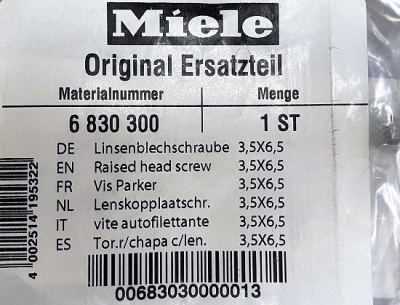 Miele
Original Ersatzteil
Materialnummer Menge
6 830 300 1 ST
DE Linsenblechschraube 3,5X6,5
EN Raised head screw 3,5X6,5
FR Vis Parker 3,5X6,5
NL Lenskopplaatschr. 3,5X6,5
IT vite autofilettante 3,5X6,5
ES Tor.r/chapa c/len. 3,5X6,5
4 002514 195322
00683030000013